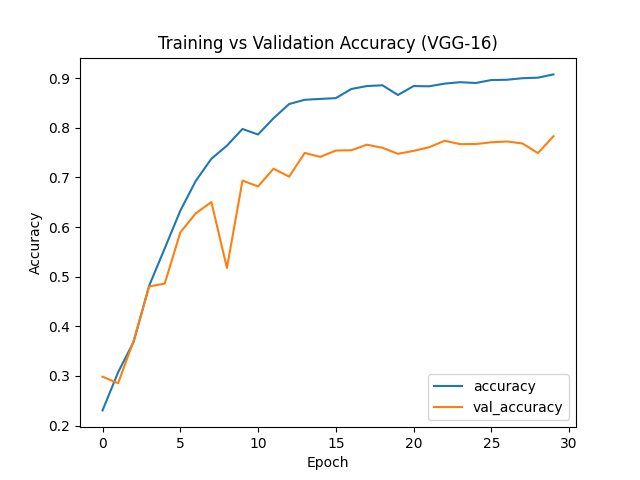 Training vs Validation Accuracy (VGG-16)
0.9
0.8
0.7
0.6
0.5
0.4
0.3
0.2
Accuracy
accuracy
val_accuracy
0 5 10 15 20 25 30
Epoch